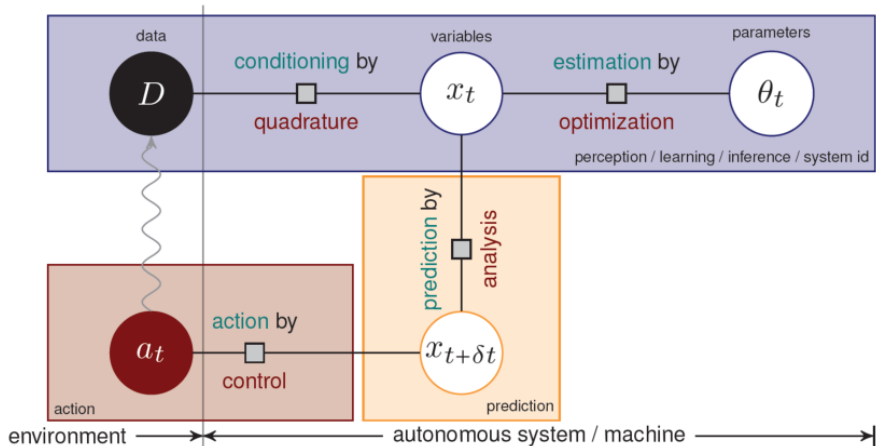 data
variables
parameters
conditioning by
estimation by
D
x_t
θ_t
quadrature
optimization
perception / learning / inference / system id
prediction by
analysis
action by
a_t
x_{t+δt}
control
action
prediction
environment
autonomous system / machine